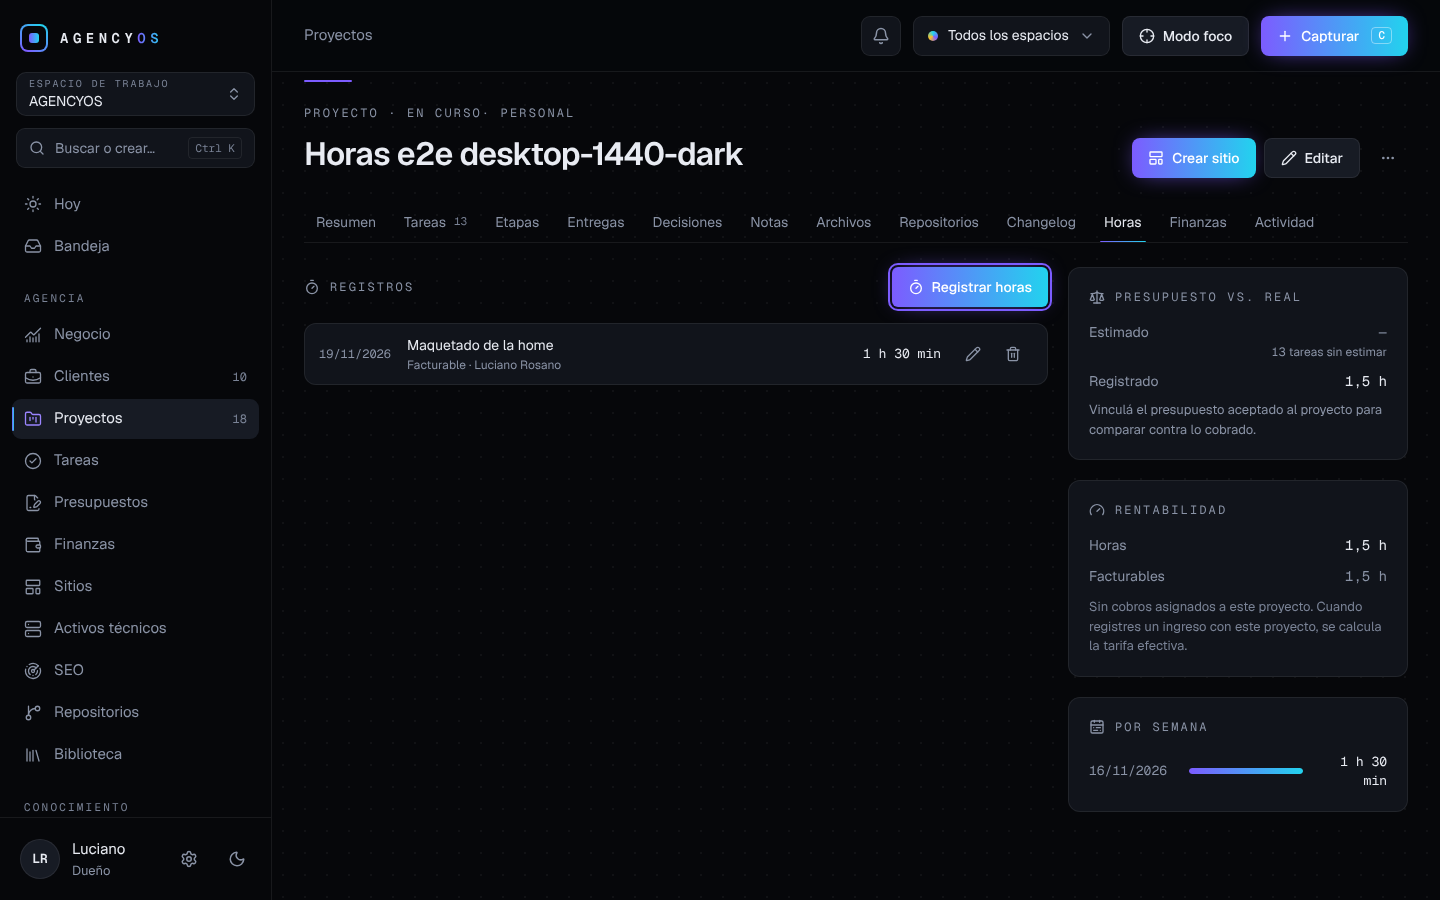 AGENCYOS
ESPACIO DE TRABAJO
AGENCYOS
Buscar o crear... Ctrl K
Hoy
Bandeja
AGENCIA
Negocio
Clientes 10
Proyectos 18
Tareas
Presupuestos
Finanzas
Sitios
Activos técnicos
SEO
Repositorios
Biblioteca
CONOCIMIENTO
LR
Luciano
Dueño
Proyectos
Todos los espacios
Modo foco
Capturar C
PROYECTO · EN CURSO· PERSONAL
Horas e2e desktop-1440-dark
Crear sitio
Editar
Resumen Tareas 13 Etapas Entregas Decisiones Notas Archivos Repositorios Changelog Horas Finanzas Actividad
REGISTROS
Registrar horas
19/11/2026
Maquetado de la home
Facturable · Luciano Rosano
1 h 30 min
PRESUPUESTO VS. REAL
Estimado —
13 tareas sin estimar
Registrado 1,5 h
Vinculá el presupuesto aceptado al proyecto para
comparar contra lo cobrado.
RENTABILIDAD
Horas 1,5 h
Facturables 1,5 h
Sin cobros asignados a este proyecto. Cuando
registres un ingreso con este proyecto, se calcula
la tarifa efectiva.
POR SEMANA
16/11/2026
1 h 30
min